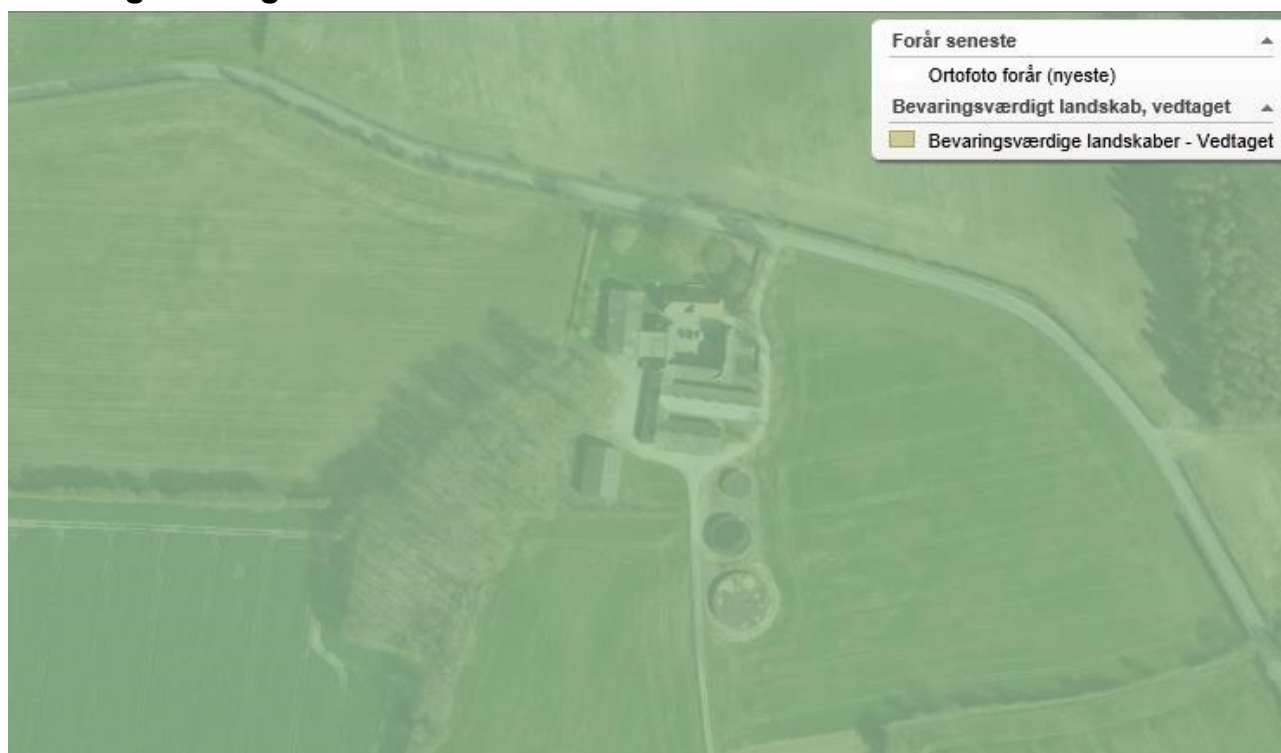 Forår seneste
Ortofoto forår (nyeste)
Bevaringsværdigt landskab, vedtaget
Bevaringsværdige landskaber - Vedtaget